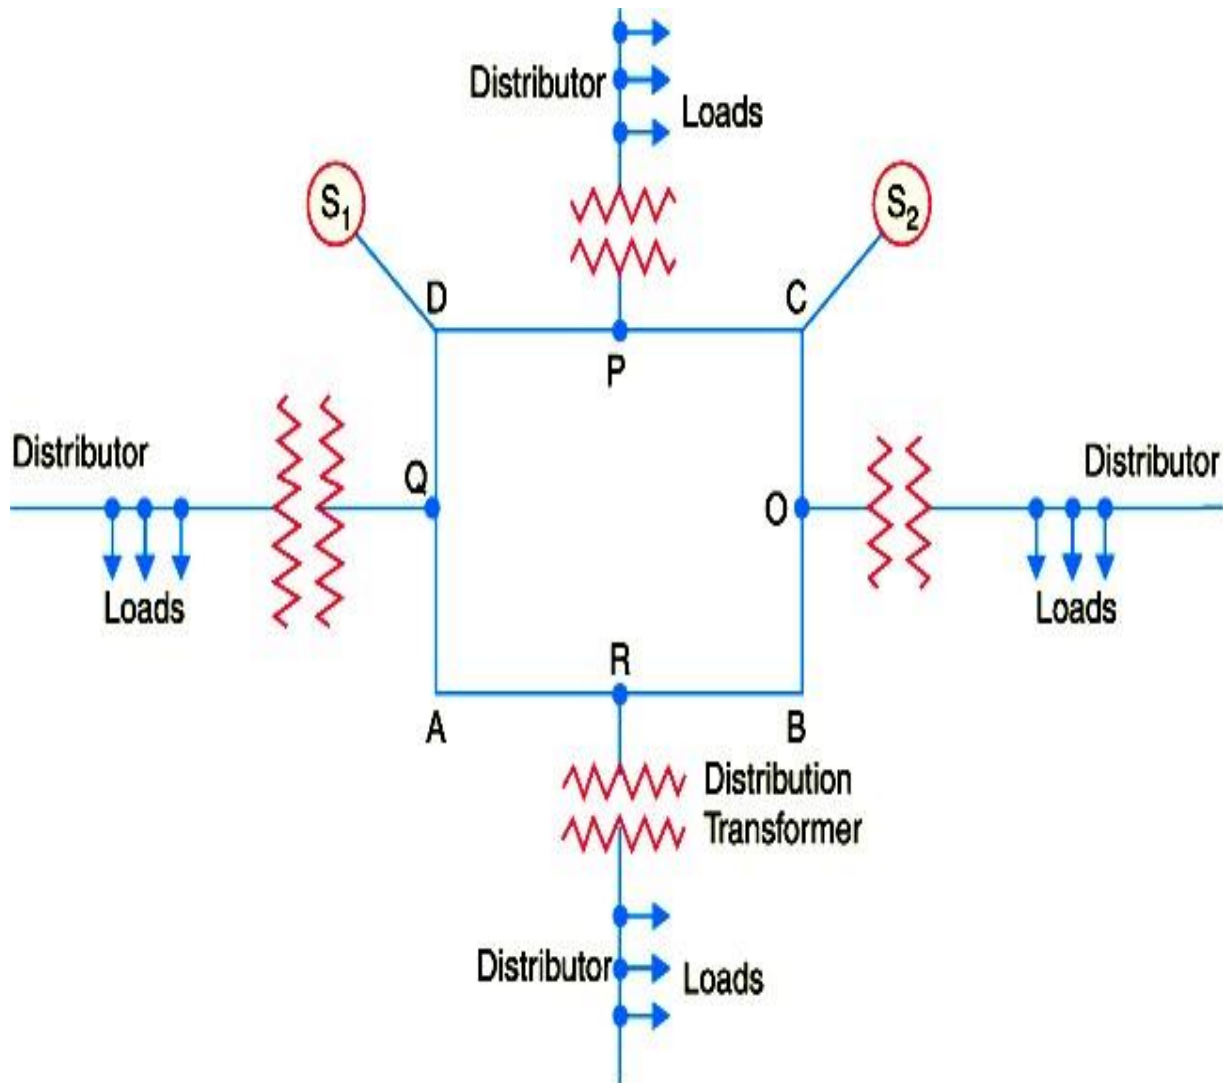 Distributor
Loads
S1
S2
D
C
P
Distributor
Q
O
Distributor
Loads
Loads
R
A
B
Distribution
Transformer
Distributor
Loads